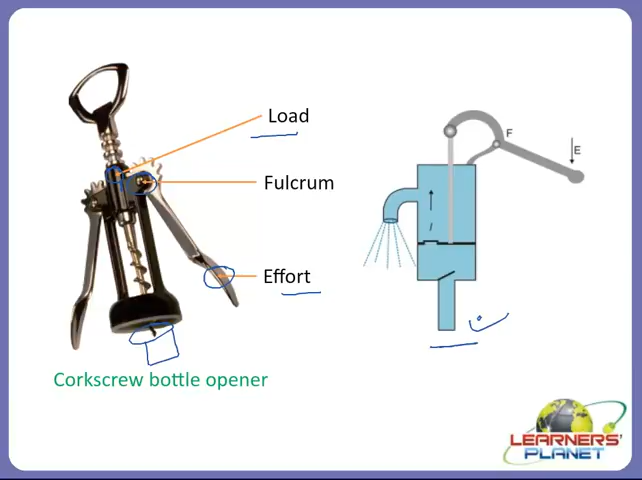 Load
Fulcrum
Effort
Corkscrew bottle opener
F
E
l
LEARNERS'
PLANET